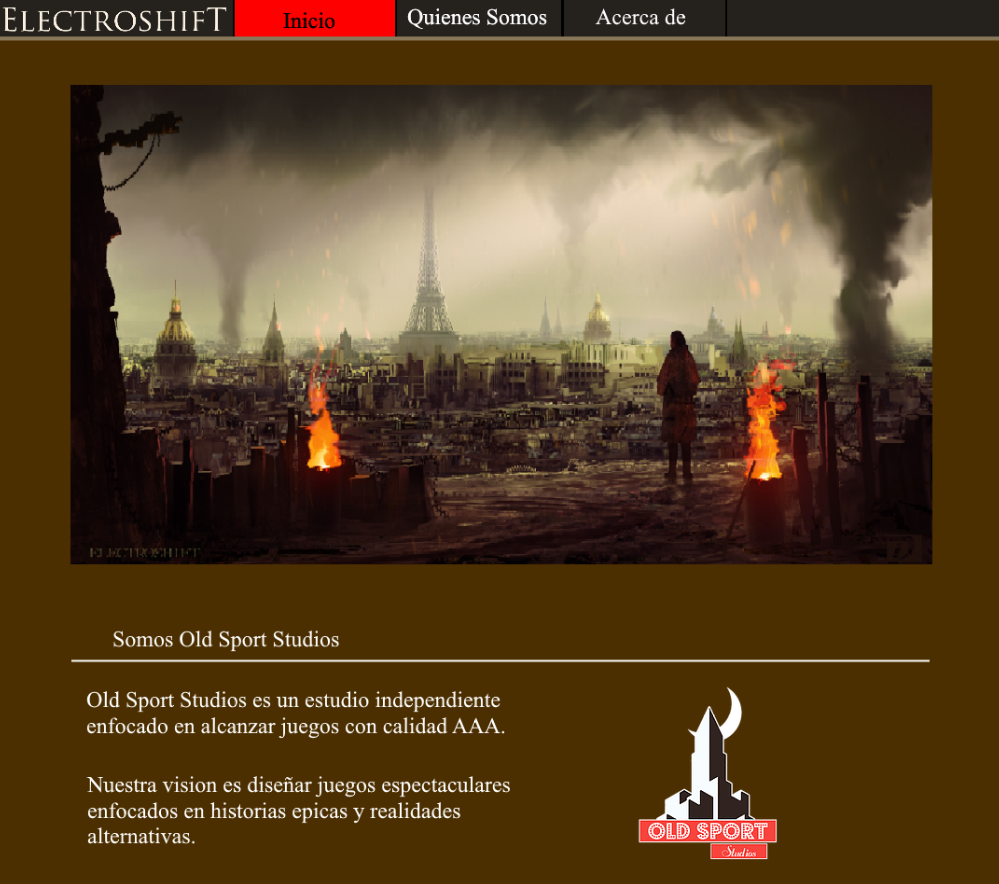 ELECTROSHIFT
Inicio
Quienes Somos
Acerca de
ELECTROSHIFT
Somos Old Sport Studios
Old Sport Studios es un estudio independiente
enfocado en alcanzar juegos con calidad AAA.
Nuestra vision es diseñar juegos espectaculares
enfocados en historias epicas y realidades
alternativas.
OLD SPORT
Studios